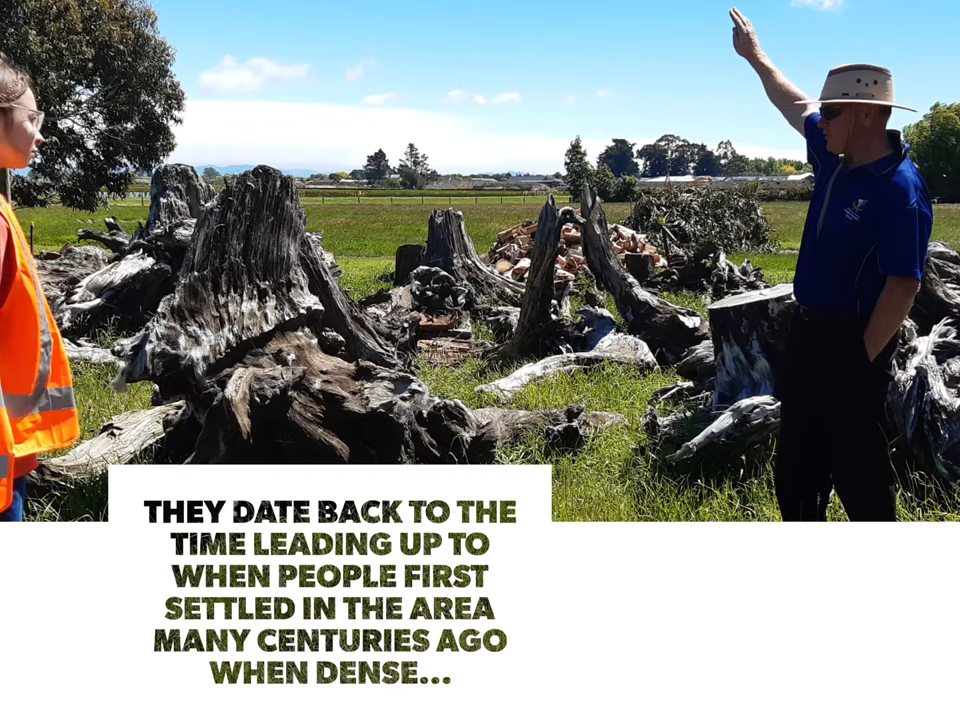 THEY DATE BACK TO THE
TIME LEADING UP TO
WHEN PEOPLE FIRST
SETTLED IN THE AREA
MANY CENTURIES AGO
WHEN DENSE...